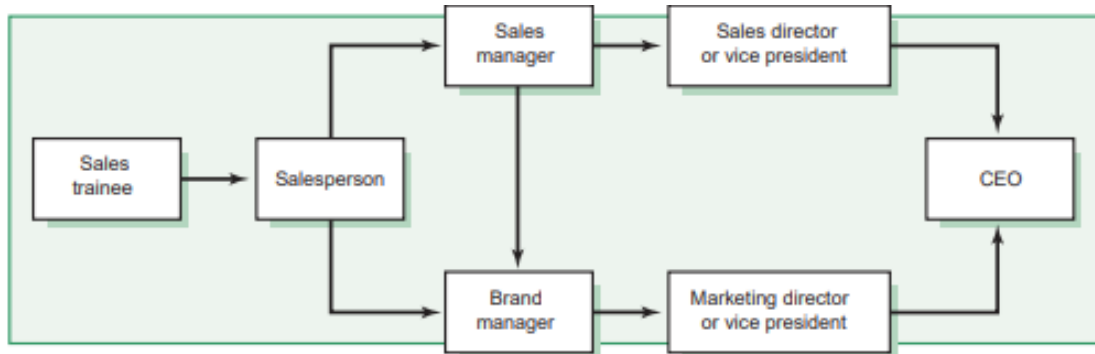 Sales
manager
Sales director
or vice president
Sales
trainee
Salesperson
CEO
Brand
manager
Marketing director
or vice president